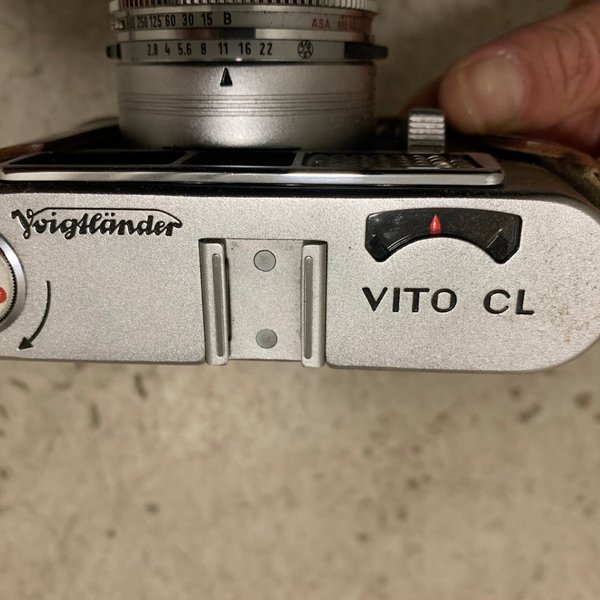 250 125 60 30 15 B
ASA
2.8 4 5.6 8 11 16 22
Voigtländer
VITO CL